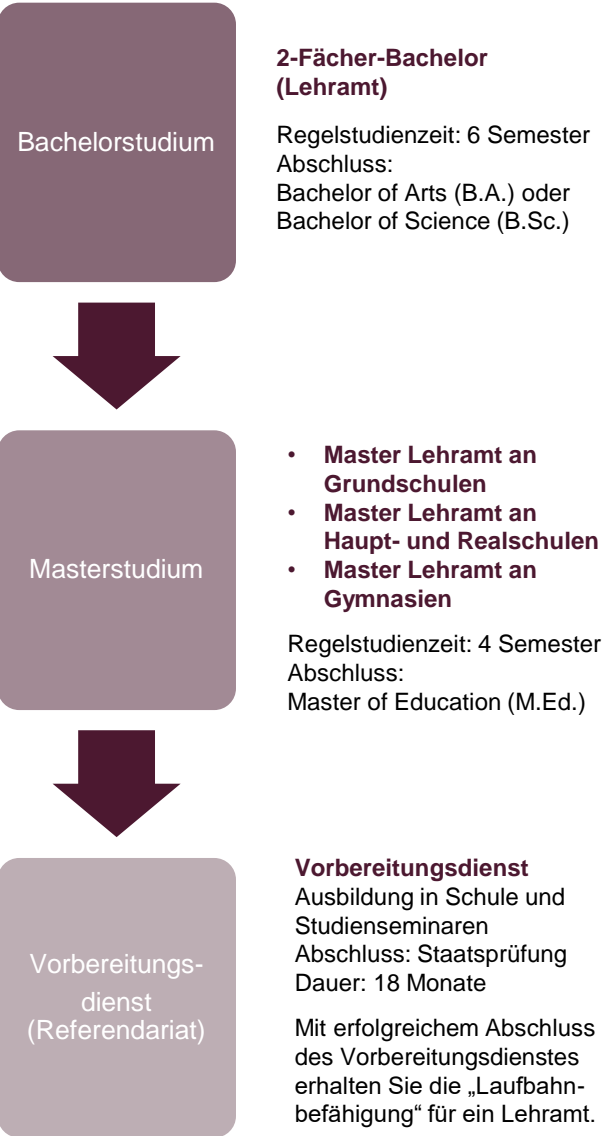 Bachelorstudium
2-Fächer-Bachelor
(Lehramt)
Regelstudienzeit: 6 Semester
Abschluss:
Bachelor of Arts (B.A.) oder
Bachelor of Science (B.Sc.)
Masterstudium
• Master Lehramt an
Grundschulen
• Master Lehramt an
Haupt- und Realschulen
• Master Lehramt an
Gymnasien
Regelstudienzeit: 4 Semester
Abschluss:
Master of Education (M.Ed.)
Vorbereitungs-
dienst
(Referendariat)
Vorbereitungsdienst
Ausbildung in Schule und
Studienseminaren
Abschluss: Staatsprüfung
Dauer: 18 Monate
Mit erfolgreichem Abschluss
des Vorbereitungsdienstes
erhalten Sie die „Laufbahn-
befähigung“ für ein Lehramt.